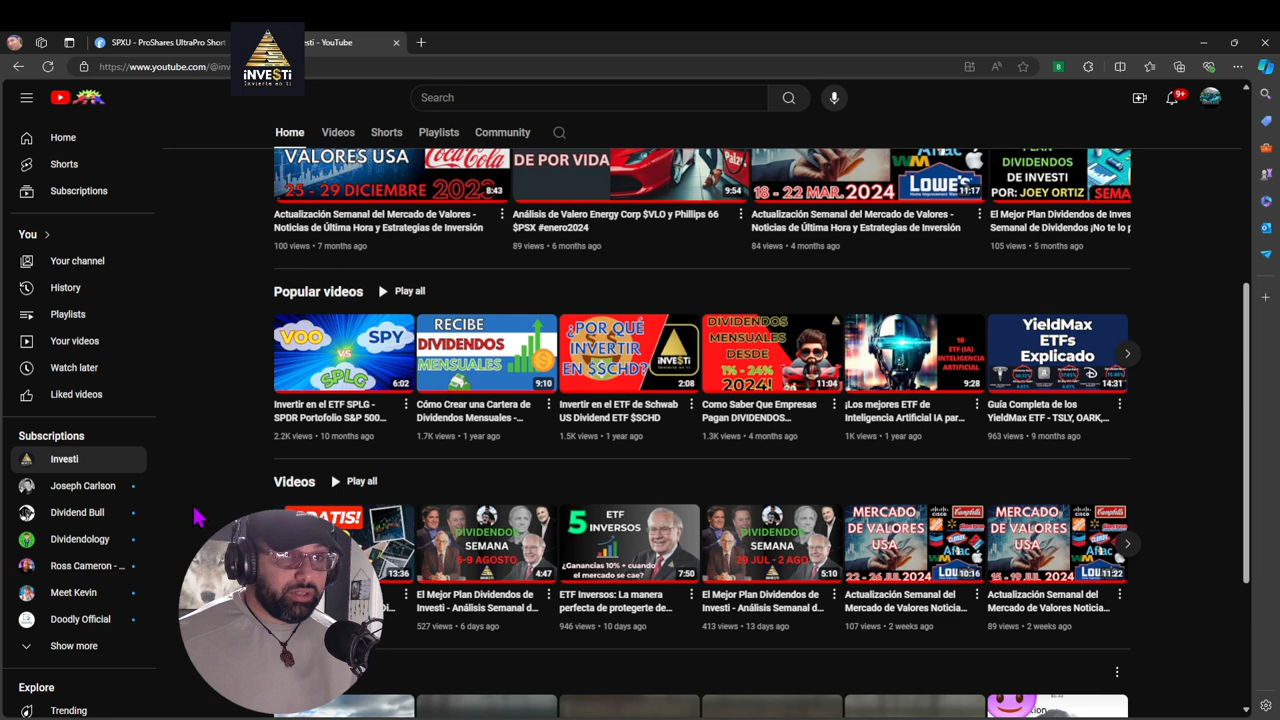 SPXU - ProShares UltraPro Short
esti - YouTube
https://www.youtube.com/@inv
iNVE$Ti
Invierte en ti
Search
9+
Home
Videos
Shorts
Playlists
Community
Home
Shorts
Subscriptions
You
Your channel
History
Playlists
Your videos
Watch later
Liked videos
Subscriptions
Investi
Joseph Carlson
Dividend Bull
Dividendology
Ross Cameron - ...
Meet Kevin
Doodly Official
Show more
Explore
Trending
VALORES USA
Coca-Cola
25 - 29 DICIEMBRE 2023
8:43
Actualización Semanal del Mercado de Valores -
Noticias de Última Hora y Estrategias de Inversión
100 views • 7 months ago
DE POR VIDA
9:54
Análisis de Valero Energy Corp $VLO y Phillips 66
$PSX #enero2024
89 views • 6 months ago
Aflac
LOWE'S
18 - 22 MAR. 2024
11:17
Actualización Semanal del Mercado de Valores -
Noticias de Última Hora y Estrategias de Inversión
84 views • 4 months ago
PLAN
DIVIDENDOS
DE INVESTI
POR: JOEY ORTIZ
SEMA
El Mejor Plan Dividendos de Inves
Semanal de Dividendos ¡No te lo p
105 views • 5 months ago
Popular videos
Play all
VOO
VS
SPY
SPLG
6:02
Invertir en el ETF SPLG -
SPDR Portofolio S&P 500...
2.2K views • 10 months ago
RECIBE
DIVIDENDOS
MENSUALES
9:10
Cómo Crear una Cartera de
Dividendos Mensuales -...
1.7K views • 1 year ago
¿POR QUÉ
INVERTIR
EN $SCHD?
iNVE$Ti
2:08
Invertir en el ETF de Schwab
US Dividend ETF $SCHD
1.5K views • 1 year ago
DIVIDENDOS
MENSUALES
DESDE
1% - 24%
2024!
11:04
Como Saber Que Empresas
Pagan DIVIDENDOS...
1.3K views • 4 months ago
10
ETF (IA)
INTELIGENCIA
ARTIFICIAL
9:28
¡Los mejores ETF de
Inteligencia Artificial IA par...
1K views • 1 year ago
YieldMax
ETFs
Explicado
14:31
Guía Completa de los
YieldMax ETF - TSLY, OARK,...
963 views • 9 months ago
Videos
Play all
GRATIS!
13:36
DIVIDENDOS
SEMANA
5-9 AGOSTO
4:47
El Mejor Plan Dividendos de
Investi - Análisis Semanal d...
527 views • 6 days ago
5
ETF
INVERSOS
¿Ganancias 10% + cuando
el mercado se cae?
7:50
ETF Inversos: La manera
perfecta de protegerte de...
946 views • 10 days ago
DIVIDENDOS
SEMANA
29 JUL - 2 AGO
5:10
El Mejor Plan Dividendos de
Investi - Análisis Semanal d...
413 views • 13 days ago
MERCADO
DE VALORES
USA
Campbell's
Aflac
22 - 26 JUL 2024
10:16
Actualización Semanal del
Mercado de Valores Noticia...
107 views • 2 weeks ago
MERCADO
DE VALORES
USA
Campbell's
Aflac
15 - 19 JUL 2024
11:22
Actualización Semanal del
Mercado de Valores Noticia...
89 views • 2 weeks ago